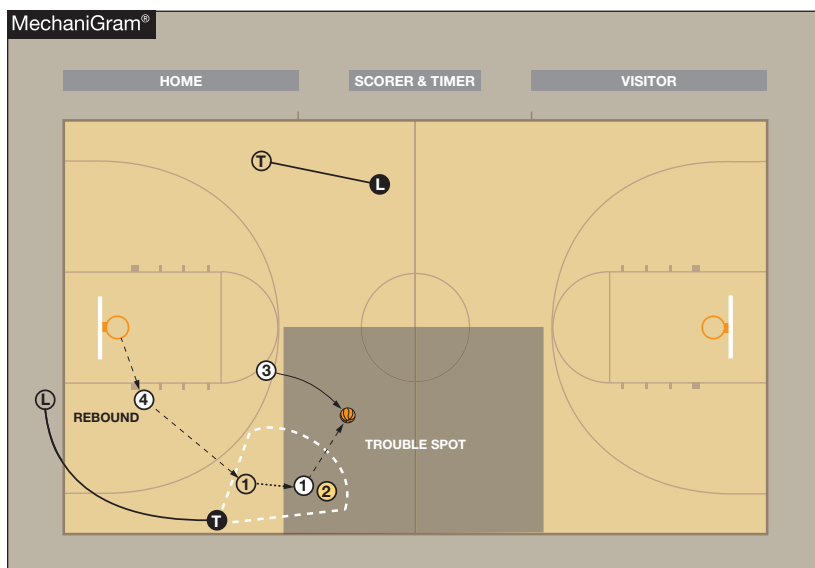 MechaniGram®
HOME
SCORER & TIMER
VISITOR
T
L
3
L
4
REBOUND
TROUBLE SPOT
1
1
2
T